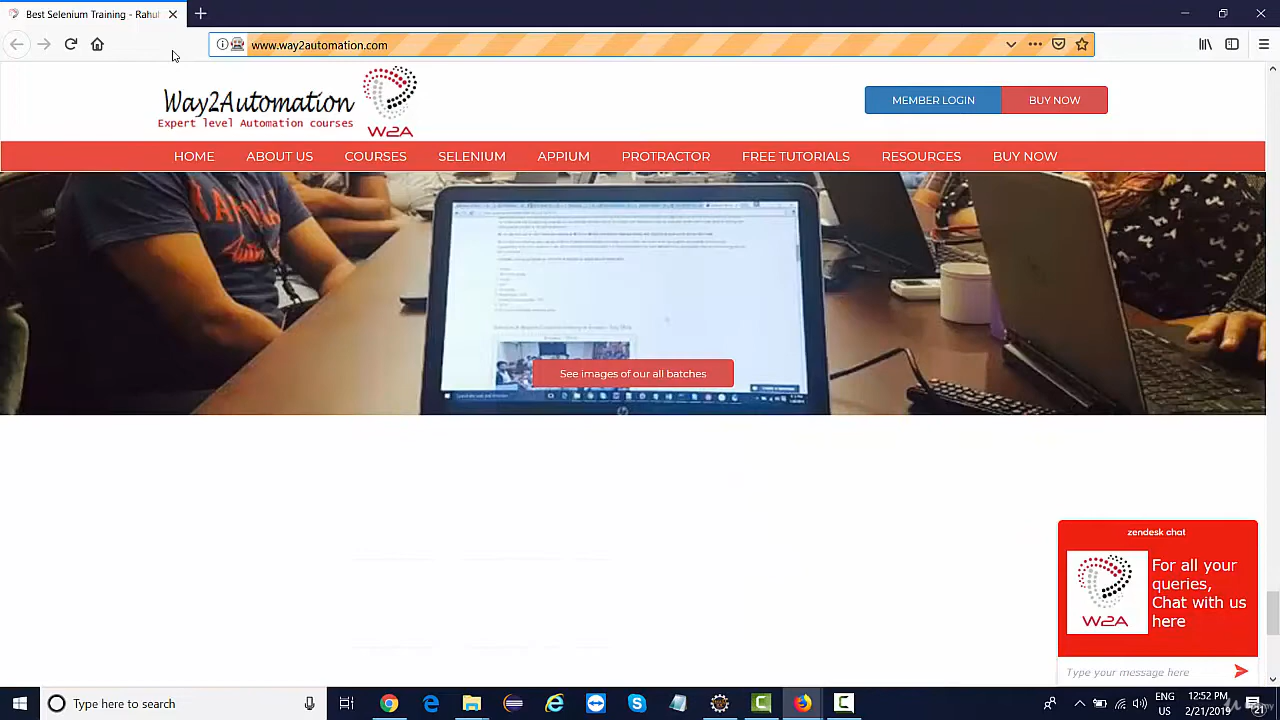 Best Selenium Training - Rahul
www.way2automation.com
Way2Automation
Expert level Automation courses
W2A
MEMBER LOGIN
BUY NOW
HOME
ABOUT US
COURSES
SELENIUM
APPIUM
PROTRACTOR
FREE TUTORIALS
RESOURCES
BUY NOW
See images of our all batches
zendesk chat
For all your
queries,
Chat with us
here
W2A
Type your message here
Type here to search
ENG
US
12:52 PM
2/21/2019